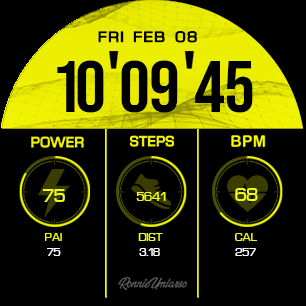 FRI FEB 08
10'09'45
POWER STEPS BPM
75 5641 68
PAI DIST CAL
75 3.18 257
RonnieUniarso